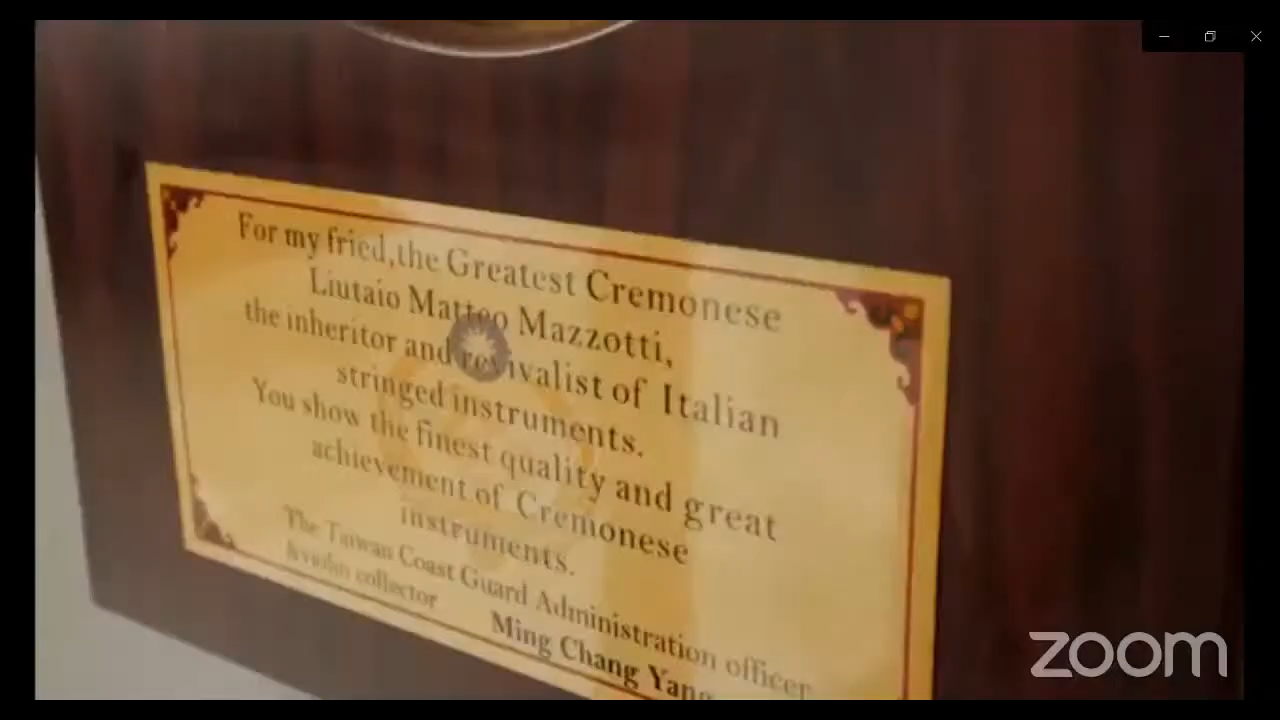 For my fried,the Greatest Cremonese
Liutaio Matteo Mazzotti,
the inheritor and revivalist of Italian
stringed instruments.
You show the finest quality and great
achievement of Cremonese
instruments.
The Taiwan Coast Guard Administration officer
&violin collector
Ming Chang Yang
zoom